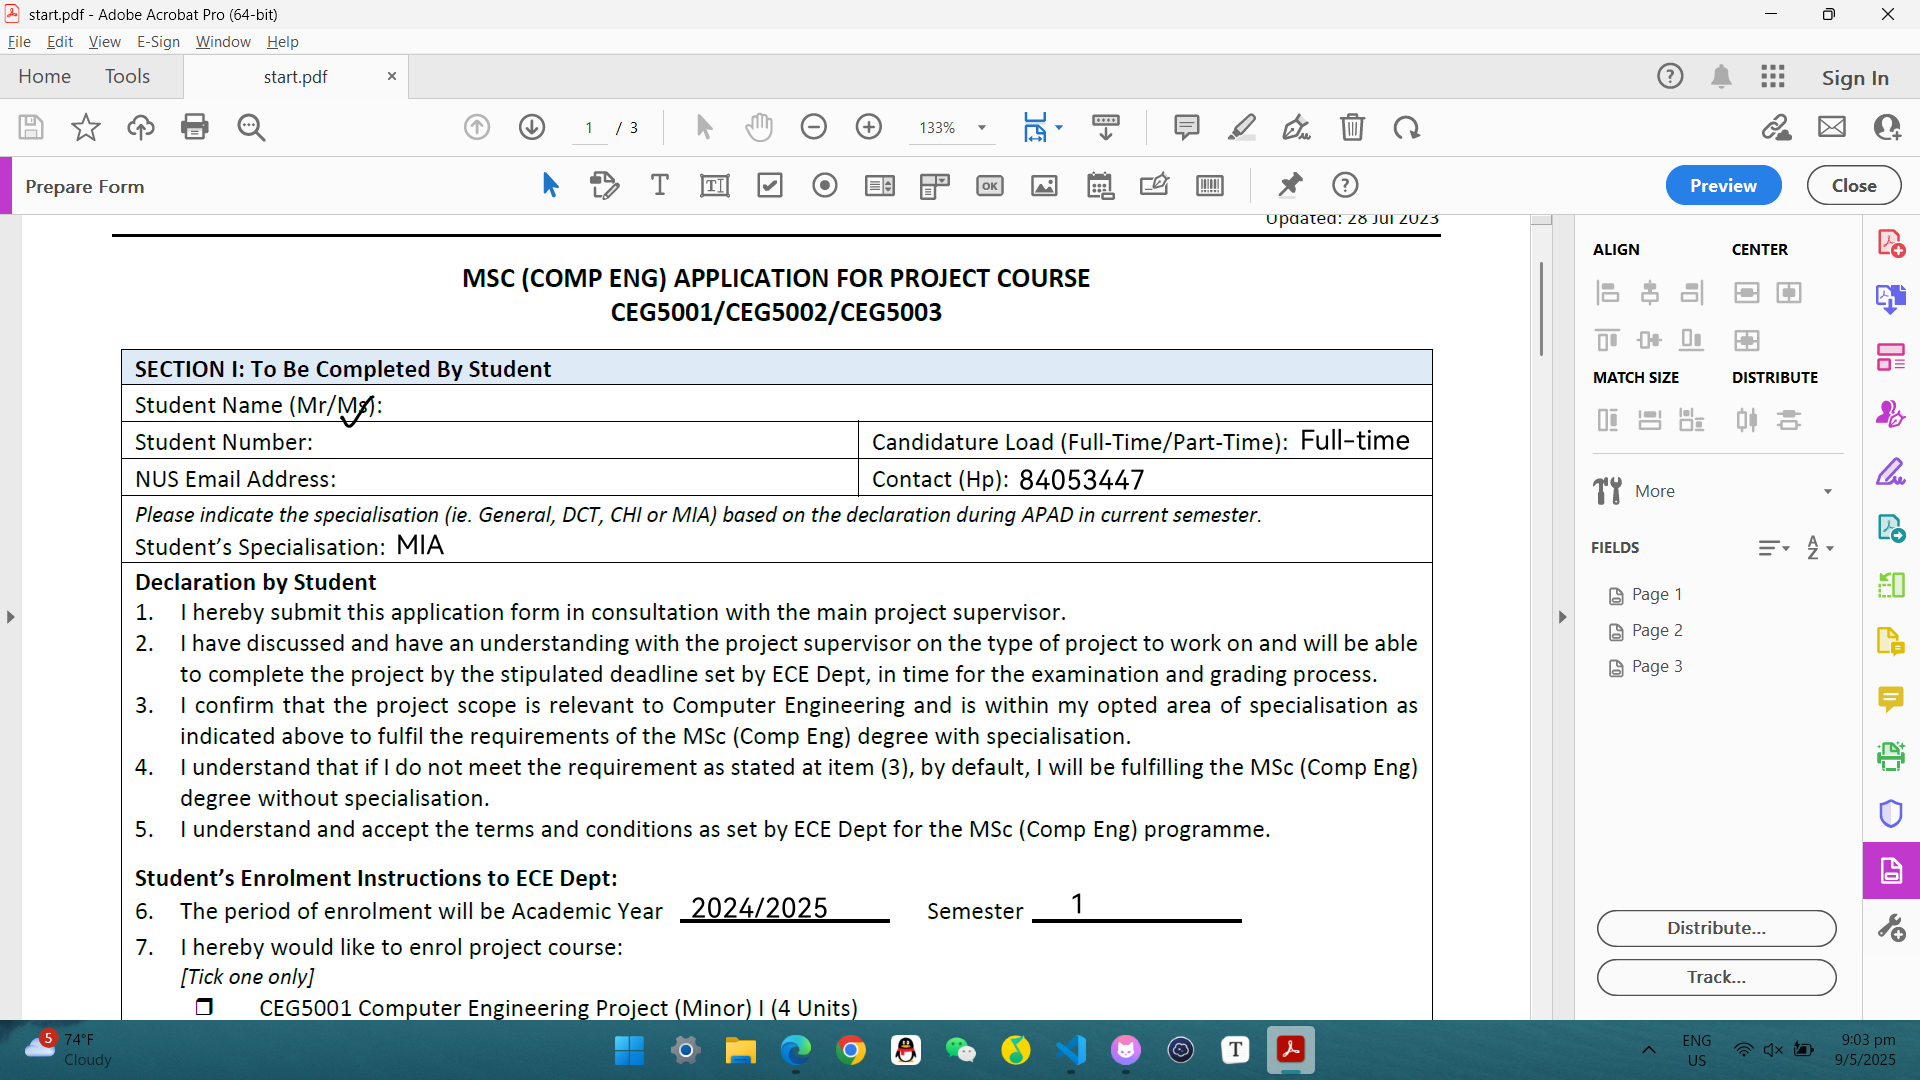 start.pdf - Adobe Acrobat Pro (64-bit)
File Edit View E-Sign Window Help
Home Tools start.pdf Sign In
1 / 3 133%
Prepare Form Preview Close
Updated: 28 Jul 2023
MSC (COMP ENG) APPLICATION FOR PROJECT COURSE
CEG5001/CEG5002/CEG5003
SECTION I: To Be Completed By Student
Student Name (Mr/Ms):
Student Number:
Candidature Load (Full-Time/Part-Time): Full-time
NUS Email Address:
Contact (Hp): 84053447
Please indicate the specialisation (ie. General, DCT, CHI or MIA) based on the declaration during APAD in current semester.
Student's Specialisation: MIA
Declaration by Student
1. I hereby submit this application form in consultation with the main project supervisor.
2. I have discussed and have an understanding with the project supervisor on the type of project to work on and will be able
to complete the project by the stipulated deadline set by ECE Dept, in time for the examination and grading process.
3. I confirm that the project scope is relevant to Computer Engineering and is within my opted area of specialisation as
indicated above to fulfil the requirements of the MSc (Comp Eng) degree with specialisation.
4. I understand that if I do not meet the requirement as stated at item (3), by default, I will be fulfilling the MSc (Comp Eng)
degree without specialisation.
5. I understand and accept the terms and conditions as set by ECE Dept for the MSc (Comp Eng) programme.
Student's Enrolment Instructions to ECE Dept:
6. The period of enrolment will be Academic Year 2024/2025 Semester 1
7. I hereby would like to enrol project course:
[Tick one only]
CEG5001 Computer Engineering Project (Minor) I (4 Units)
ALIGN CENTER
MATCH SIZE DISTRIBUTE
More
FIELDS
Page 1
Page 2
Page 3
Distribute...
Track...
5 74°F
Cloudy
OK
T
ENG
US
9:03 pm
9/5/2025